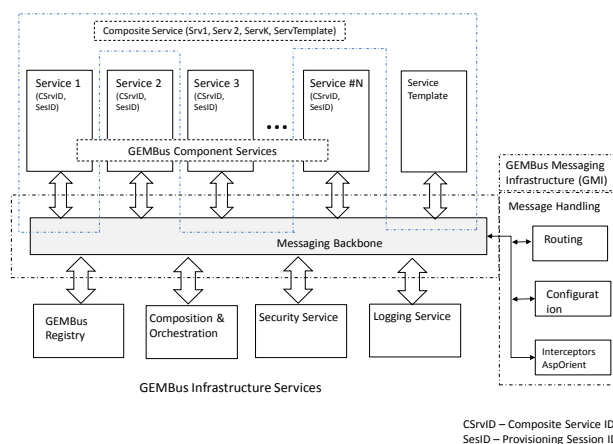 Composite Service (Srv1, Serv 2, ServK, ServTemplate)
Service 1
(CSrvID,
SesID)
Service 2
(CSrvID,
SesID)
Service 3
(CSrvID,
SesID)
...
Service #N
(CSrvID,
SesID)
Service
Template
GEMBus Component Services
GEMBus Messaging
Infrastructure (GMI)
Message Handling
Messaging Backbone
Routing
Configurat
ion
Interceptors
AspOrient
GEMBus
Registry
Composition &
Orchestration
Security Service
Logging Service
GEMBus Infrastructure Services
CSrvID – Composite Service ID
SesID – Provisioning Session ID